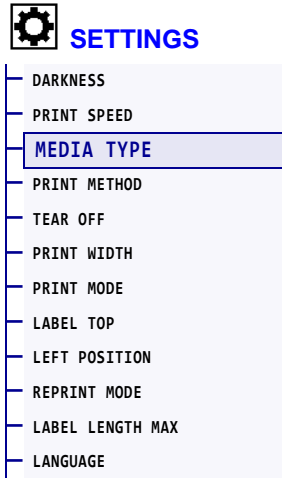 SETTINGS
DARKNESS
PRINT SPEED
MEDIA TYPE
PRINT METHOD
TEAR OFF
PRINT WIDTH
PRINT MODE
LABEL TOP
LEFT POSITION
REPRINT MODE
LABEL LENGTH MAX
LANGUAGE